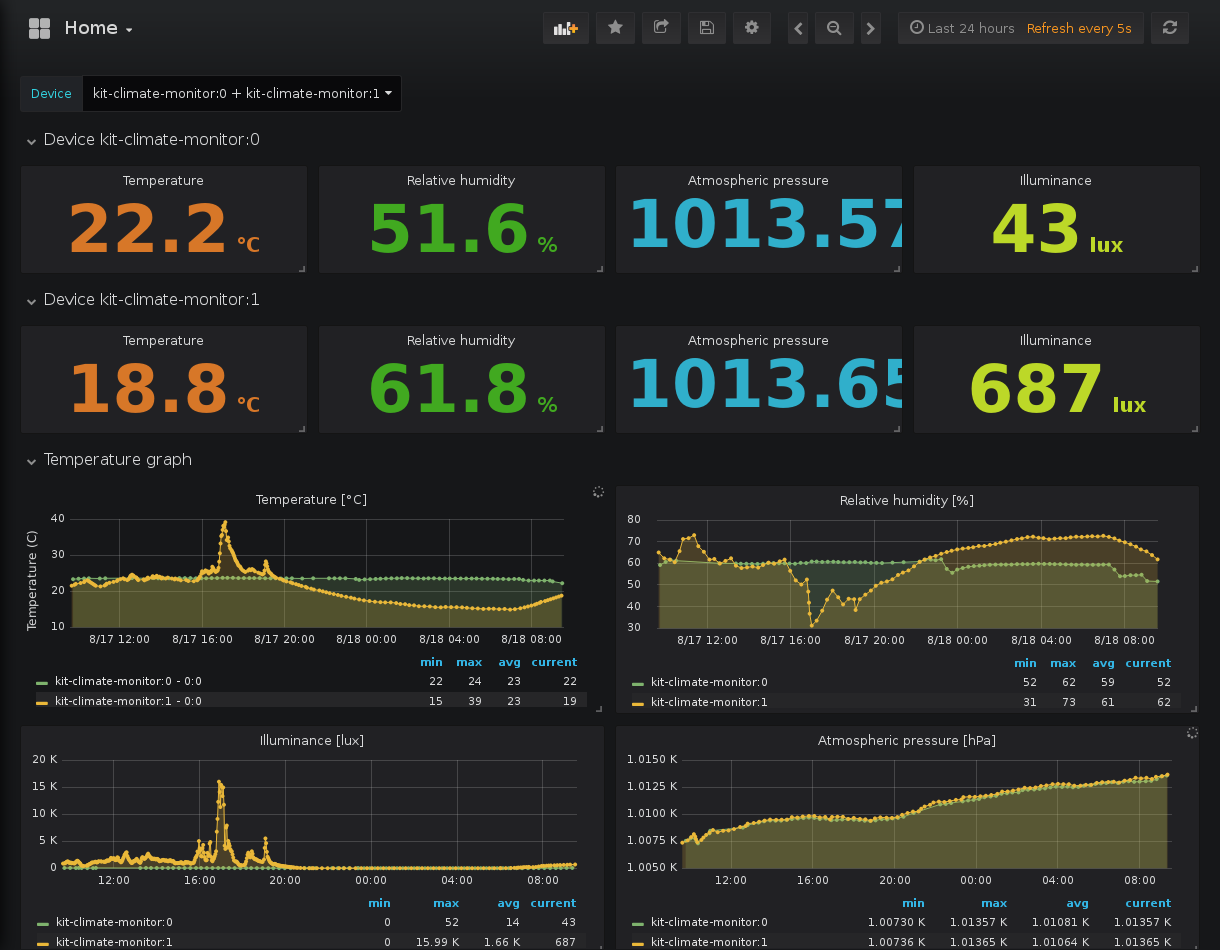 Home
Last 24 hours Refresh every 5s
Device kit-climate-monitor:0 + kit-climate-monitor:1
Device kit-climate-monitor:0
Temperature Relative humidity Atmospheric pressure Illuminance
22.2 °C 51.6 % 1013.57 43 lux
Device kit-climate-monitor:1
Temperature Relative humidity Atmospheric pressure Illuminance
18.8 °C 61.8 % 1013.65 687 lux
Temperature graph
Temperature [°C]
Temperature (C)
40
30
20
10
8/17 12:00 8/17 16:00 8/17 20:00 8/18 00:00 8/18 04:00 8/18 08:00
min max avg current
kit-climate-monitor:0 - 0:0 22 24 23 22
kit-climate-monitor:1 - 0:0 15 39 23 19
Relative humidity [%]
80
70
60
50
40
30
8/17 12:00 8/17 16:00 8/17 20:00 8/18 00:00 8/18 04:00 8/18 08:00
min max avg current
kit-climate-monitor:0 52 62 59 52
kit-climate-monitor:1 31 73 61 62
Illuminance [lux]
20 K
15 K
10 K
5 K
0
12:00 16:00 20:00 00:00 04:00 08:00
min max avg current
kit-climate-monitor:0 0 52 14 43
kit-climate-monitor:1 0 15.99 K 1.66 K 687
Atmospheric pressure [hPa]
1.0150 K
1.0125 K
1.0100 K
1.0075 K
1.0050 K
12:00 16:00 20:00 00:00 04:00 08:00
min max avg current
kit-climate-monitor:0 1.00730 K 1.01357 K 1.01081 K 1.01357 K
kit-climate-monitor:1 1.00736 K 1.01365 K 1.01064 K 1.01365 K